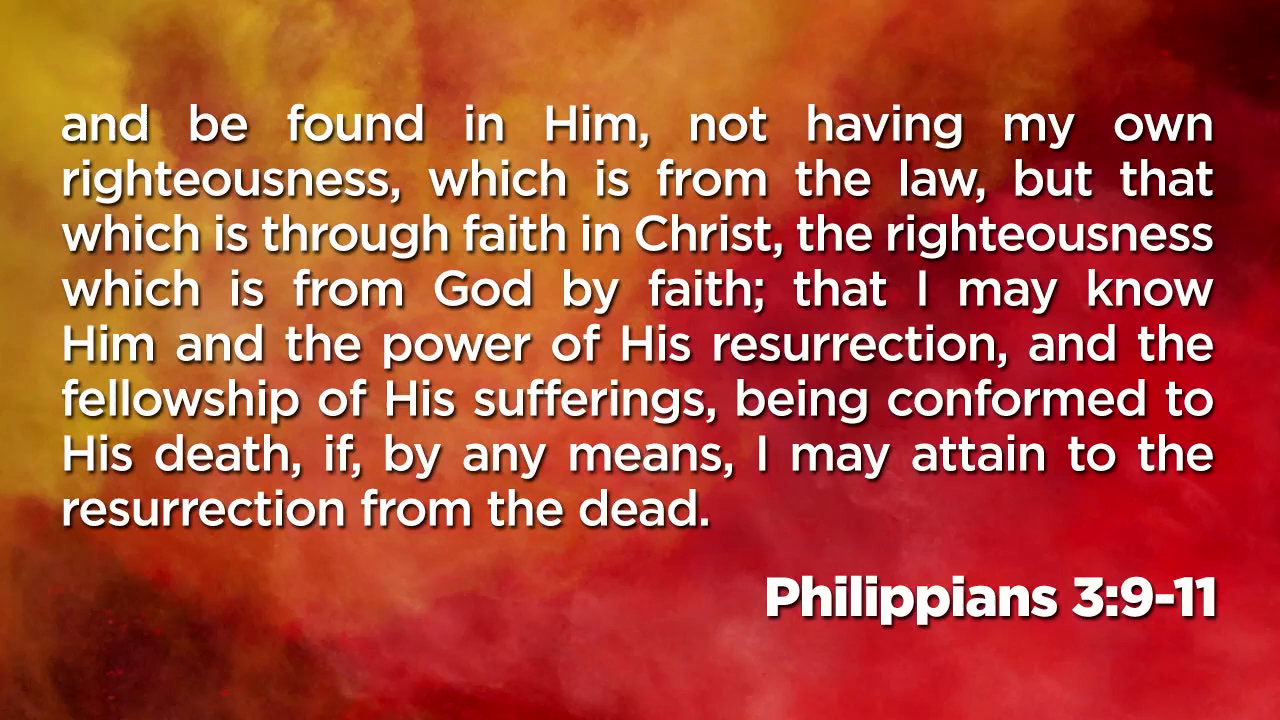 and be found in Him, not having my own
righteousness, which is from the law, but that
which is through faith in Christ, the righteousness
which is from God by faith; that I may know
Him and the power of His resurrection, and the
fellowship of His sufferings, being conformed to
His death, if, by any means, I may attain to the
resurrection from the dead.
Philippians 3:9-11